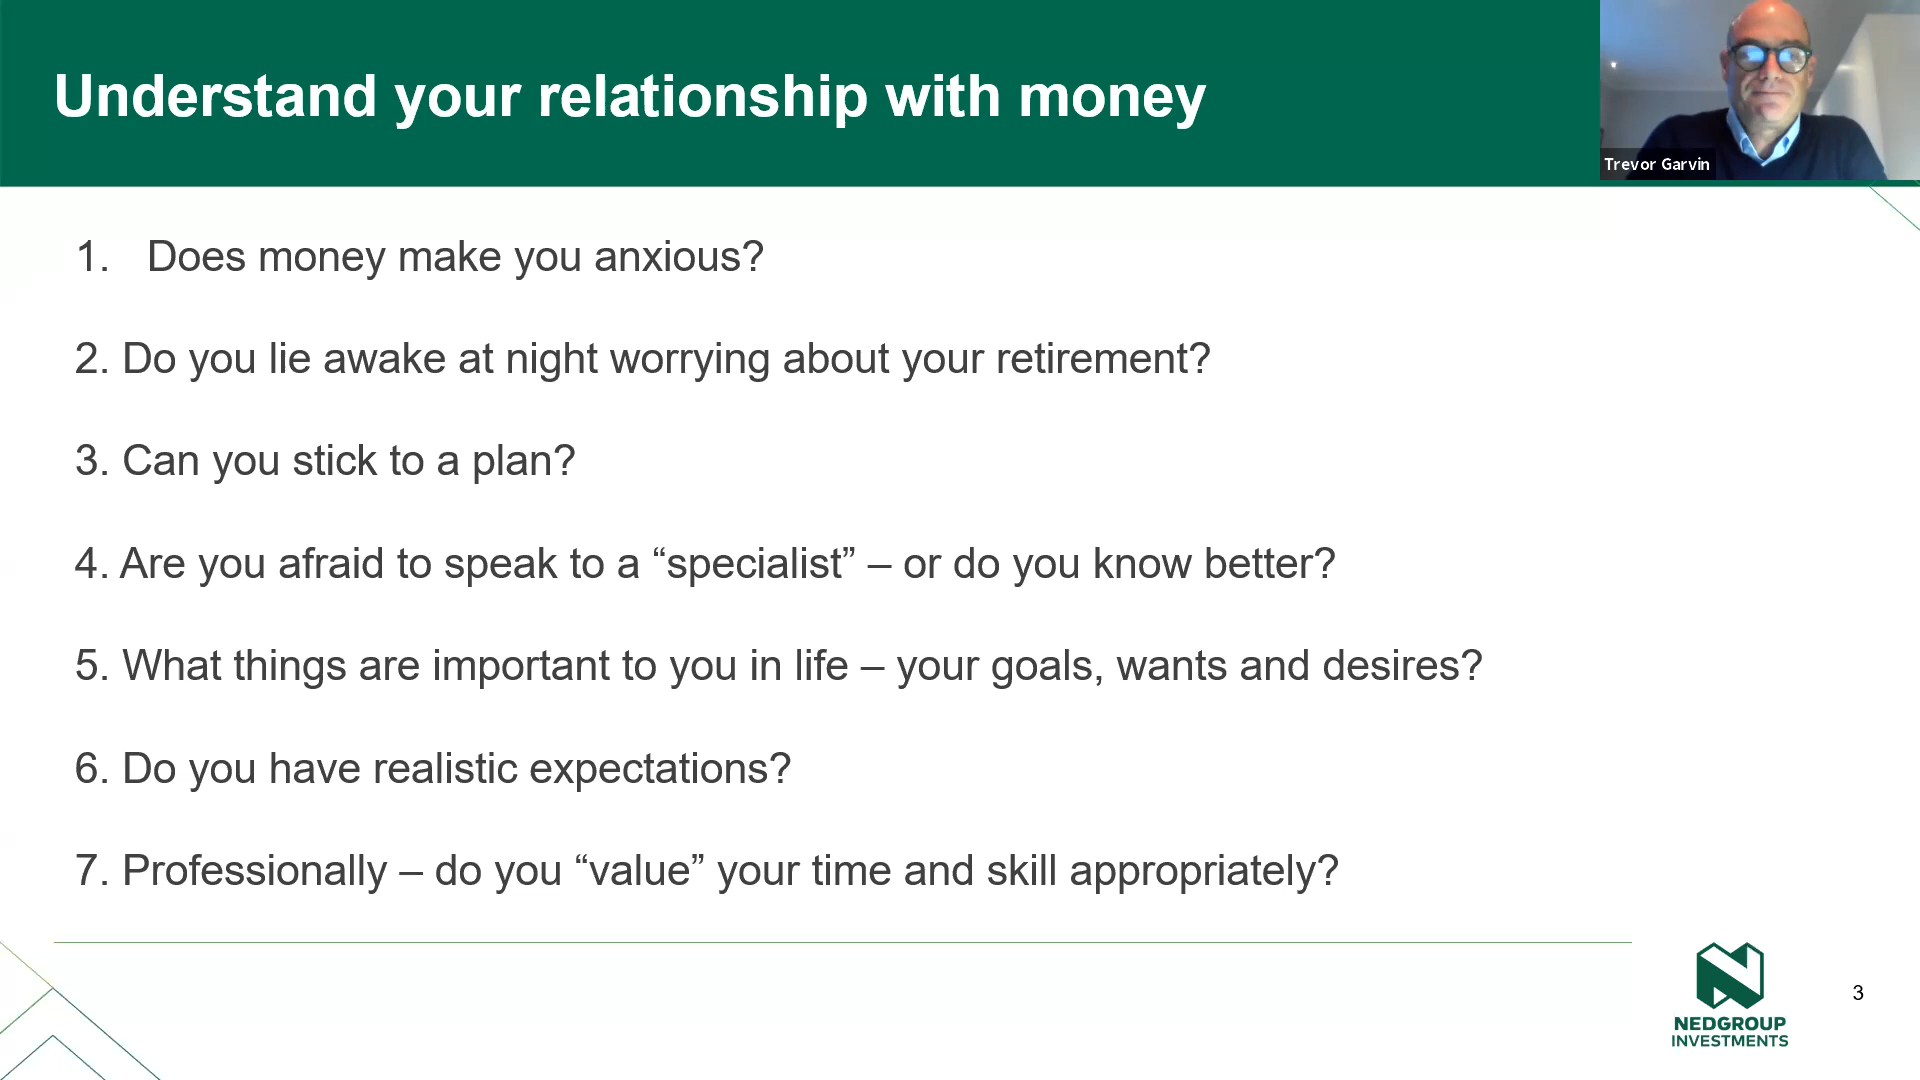 Understand your relationship with money
Trevor Garvin
1. Does money make you anxious?
2. Do you lie awake at night worrying about your retirement?
3. Can you stick to a plan?
4. Are you afraid to speak to a “specialist” – or do you know better?
5. What things are important to you in life – your goals, wants and desires?
6. Do you have realistic expectations?
7. Professionally – do you “value” your time and skill appropriately?
NEDGROUP
INVESTMENTS
3